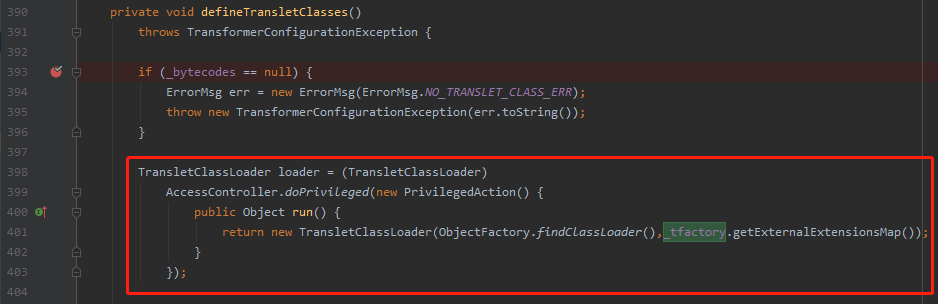 390 private void defineTransletClasses()
391 throws TransformerConfigurationException {
392
393 if (_bytecodes == null) {
394 ErrorMsg err = new ErrorMsg(ErrorMsg.NO_TRANSLET_CLASS_ERR);
395 throw new TransformerConfigurationException(err.toString());
396 }
397
398 TransletClassLoader loader = (TransletClassLoader)
399 AccessController.doPrivileged(new PrivilegedAction() {
400 public Object run() {
401 return new TransletClassLoader(ObjectFactory.findClassLoader(),_tfactory.getExternalExtensionsMap());
402 }
403 });
404